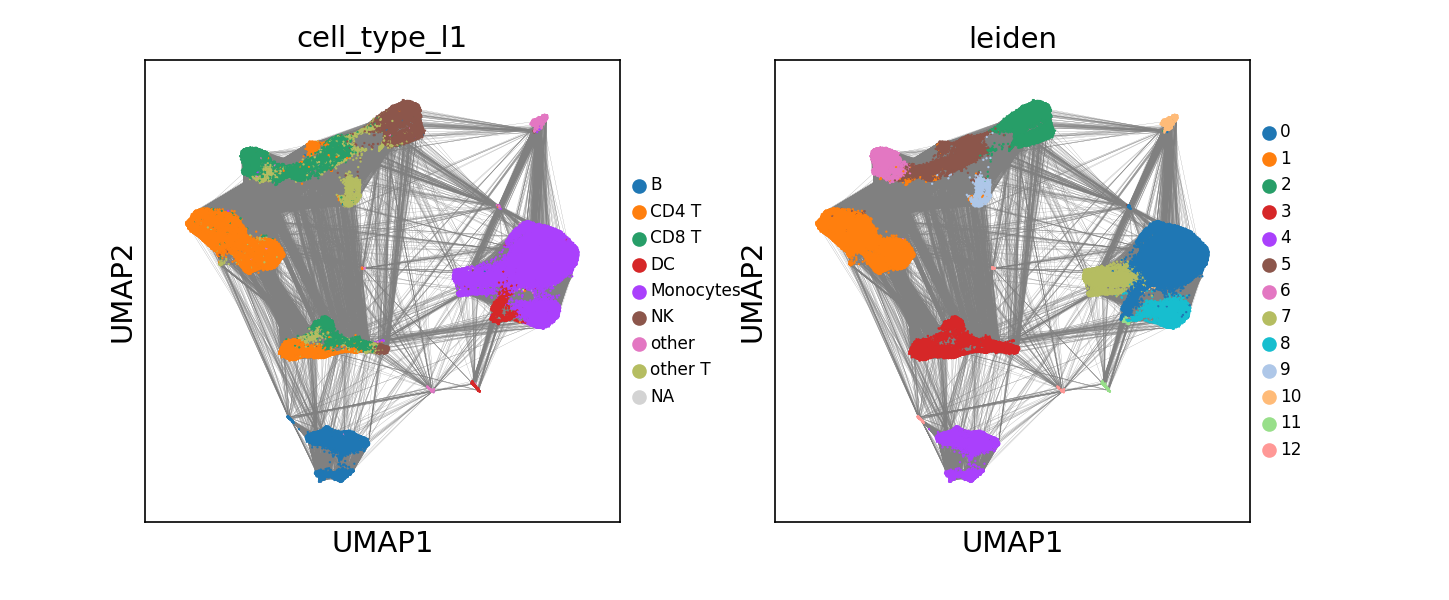 cell_type_l1
UMAP2
UMAP1
B
CD4 T
CD8 T
DC
Monocytes
NK
other
other T
NA
leiden
UMAP2
UMAP1
0
1
2
3
4
5
6
7
8
9
10
11
12